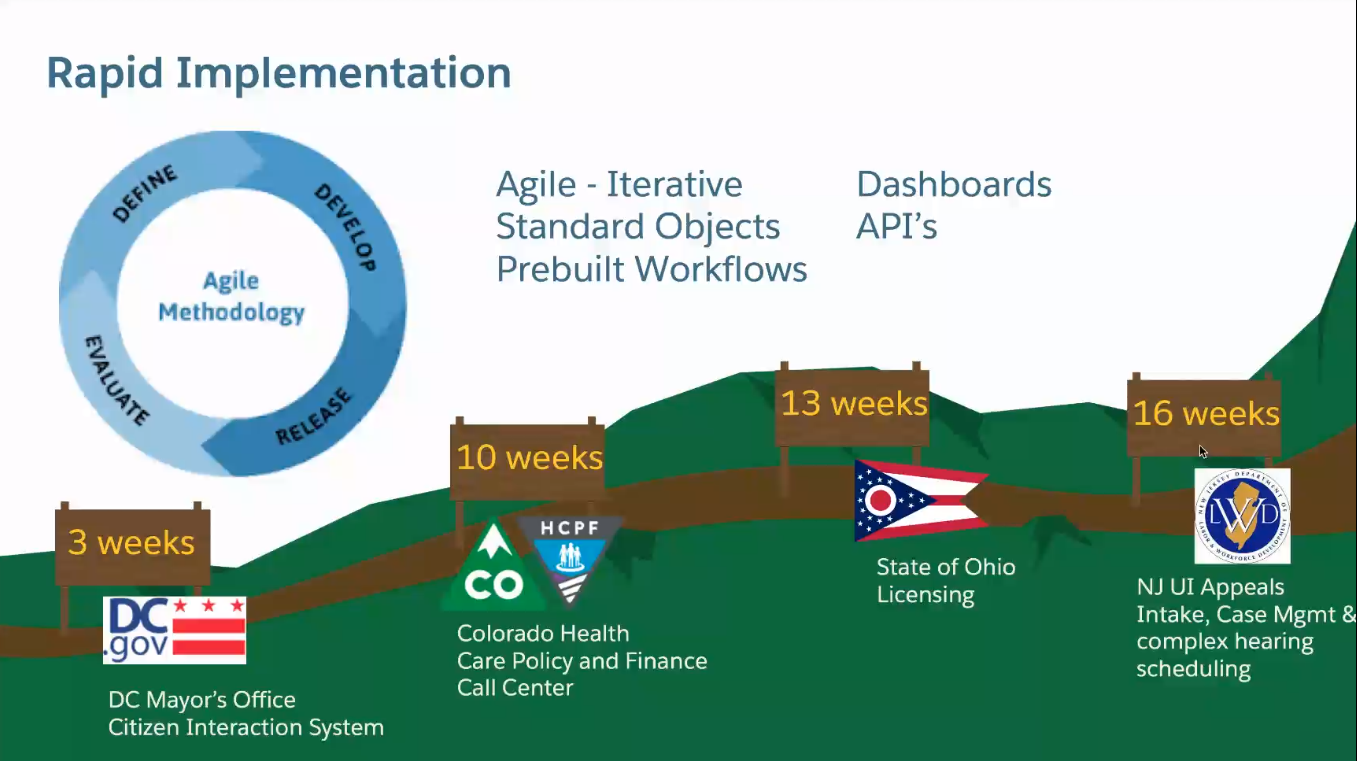 Rapid Implementation
DEFINE
DEVELOP
RELEASE
EVALUATE
Agile
Methodology
Agile - Iterative
Standard Objects
Prebuilt Workflows
Dashboards
API’s
3 weeks
10 weeks
13 weeks
16 weeks
DC
.gov
DC Mayor’s Office
Citizen Interaction System
CO
HCPF
Colorado Health
Care Policy and Finance
Call Center
State of Ohio
Licensing
NEW JERSEY DEPARTMENT OF
LWD
LABOR & WORKFORCE DEVELOPMENT
NJ UI Appeals
Intake, Case Mgmt &
complex hearing
scheduling